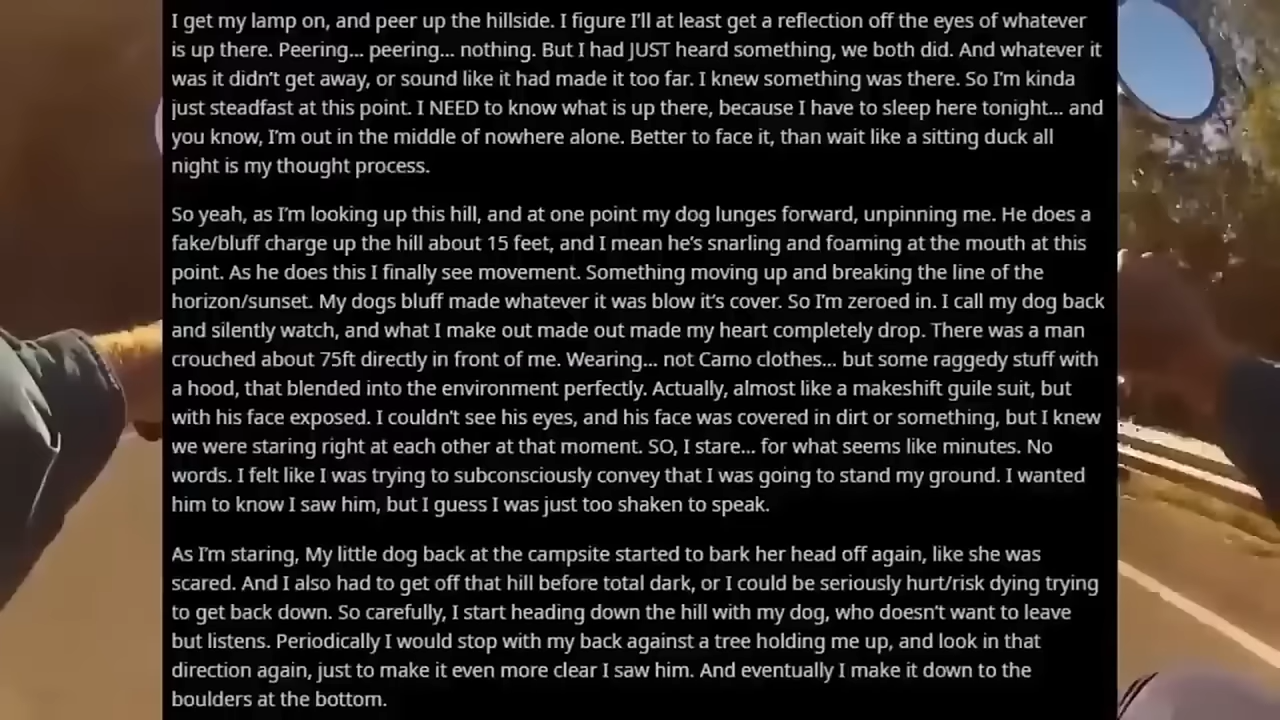 I get my lamp on, and peer up the hillside. I figure I'll at least get a reflection off the eyes of whatever
is up there. Peering... peering... nothing. But I had JUST heard something, we both did. And whatever it
was it didn't get away, or sound like it had made it too far. I knew something was there. So I'm kinda
just steadfast at this point. I NEED to know what is up there, because I have to sleep here tonight... and
you know, I'm out in the middle of nowhere alone. Better to face it, than wait like a sitting duck all
night is my thought process.
So yeah, as I'm looking up this hill, and at one point my dog lunges forward, unpinning me. He does a
fake/bluff charge up the hill about 15 feet, and I mean he's snarling and foaming at the mouth at this
point. As he does this I finally see movement. Something moving up and breaking the line of the
horizon/sunset. My dogs bluff made whatever it was blow it's cover. So I'm zeroed in. I call my dog back
and silently watch, and what I make out made out made my heart completely drop. There was a man
crouched about 75ft directly in front of me. Wearing... not Camo clothes... but some raggedy stuff with
a hood, that blended into the environment perfectly. Actually, almost like a makeshift guile suit, but
with his face exposed. I couldn't see his eyes, and his face was covered in dirt or something, but I knew
we were staring right at each other at that moment. SO, I stare... for what seems like minutes. No
words. I felt like I was trying to subconsciously convey that I was going to stand my ground. I wanted
him to know I saw him, but I guess I was just too shaken to speak.
As I'm staring, My little dog back at the campsite started to bark her head off again, like she was
scared. And I also had to get off that hill before total dark, or I could be seriously hurt/risk dying trying
to get back down. So carefully, I start heading down the hill with my dog, who doesn't want to leave
but listens. Periodically I would stop with my back against a tree holding me up, and look in that
direction again, just to make it even more clear I saw him. And eventually I make it down to the
boulders at the bottom.